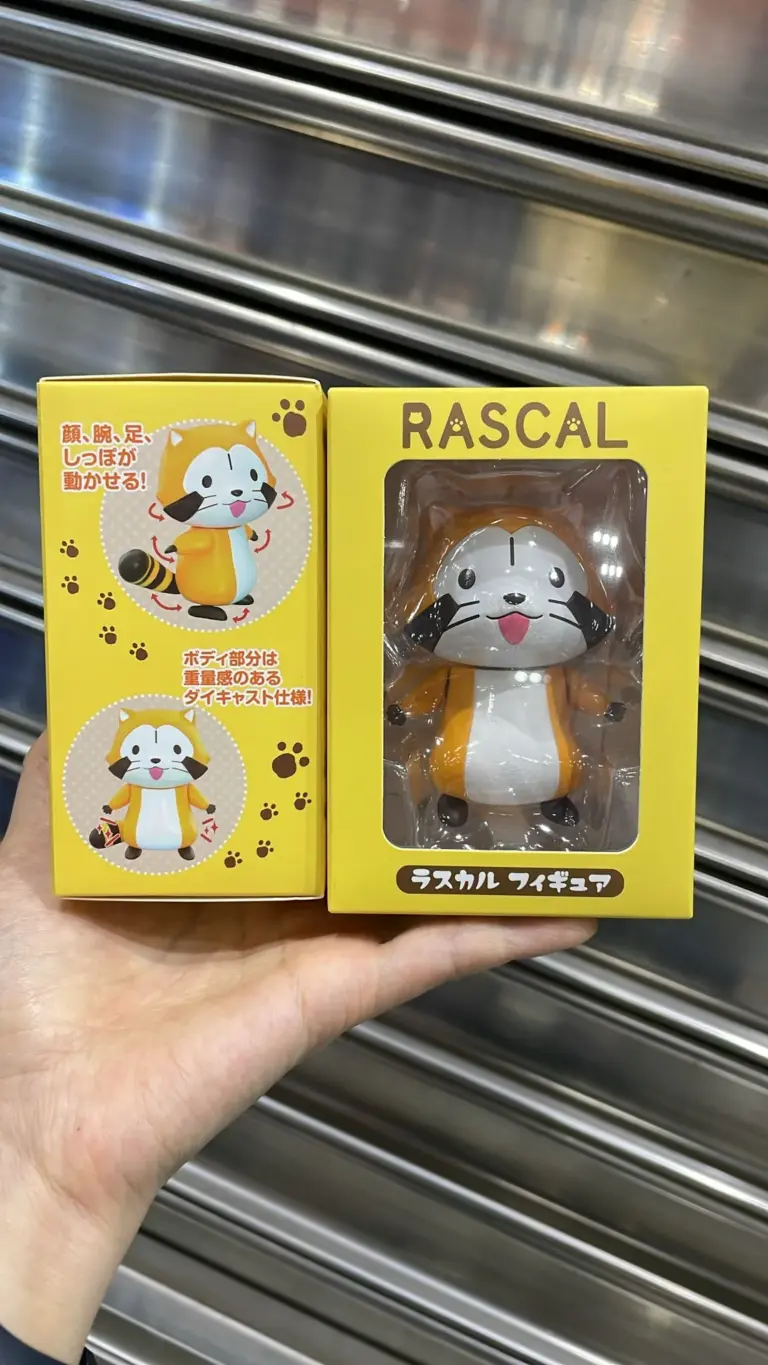 顔、腕、足、
しっぽが
動かせる!
ボディ部分は
重量感のある
ダイキャスト仕様!
RASCAL
ラスカル フィギュア